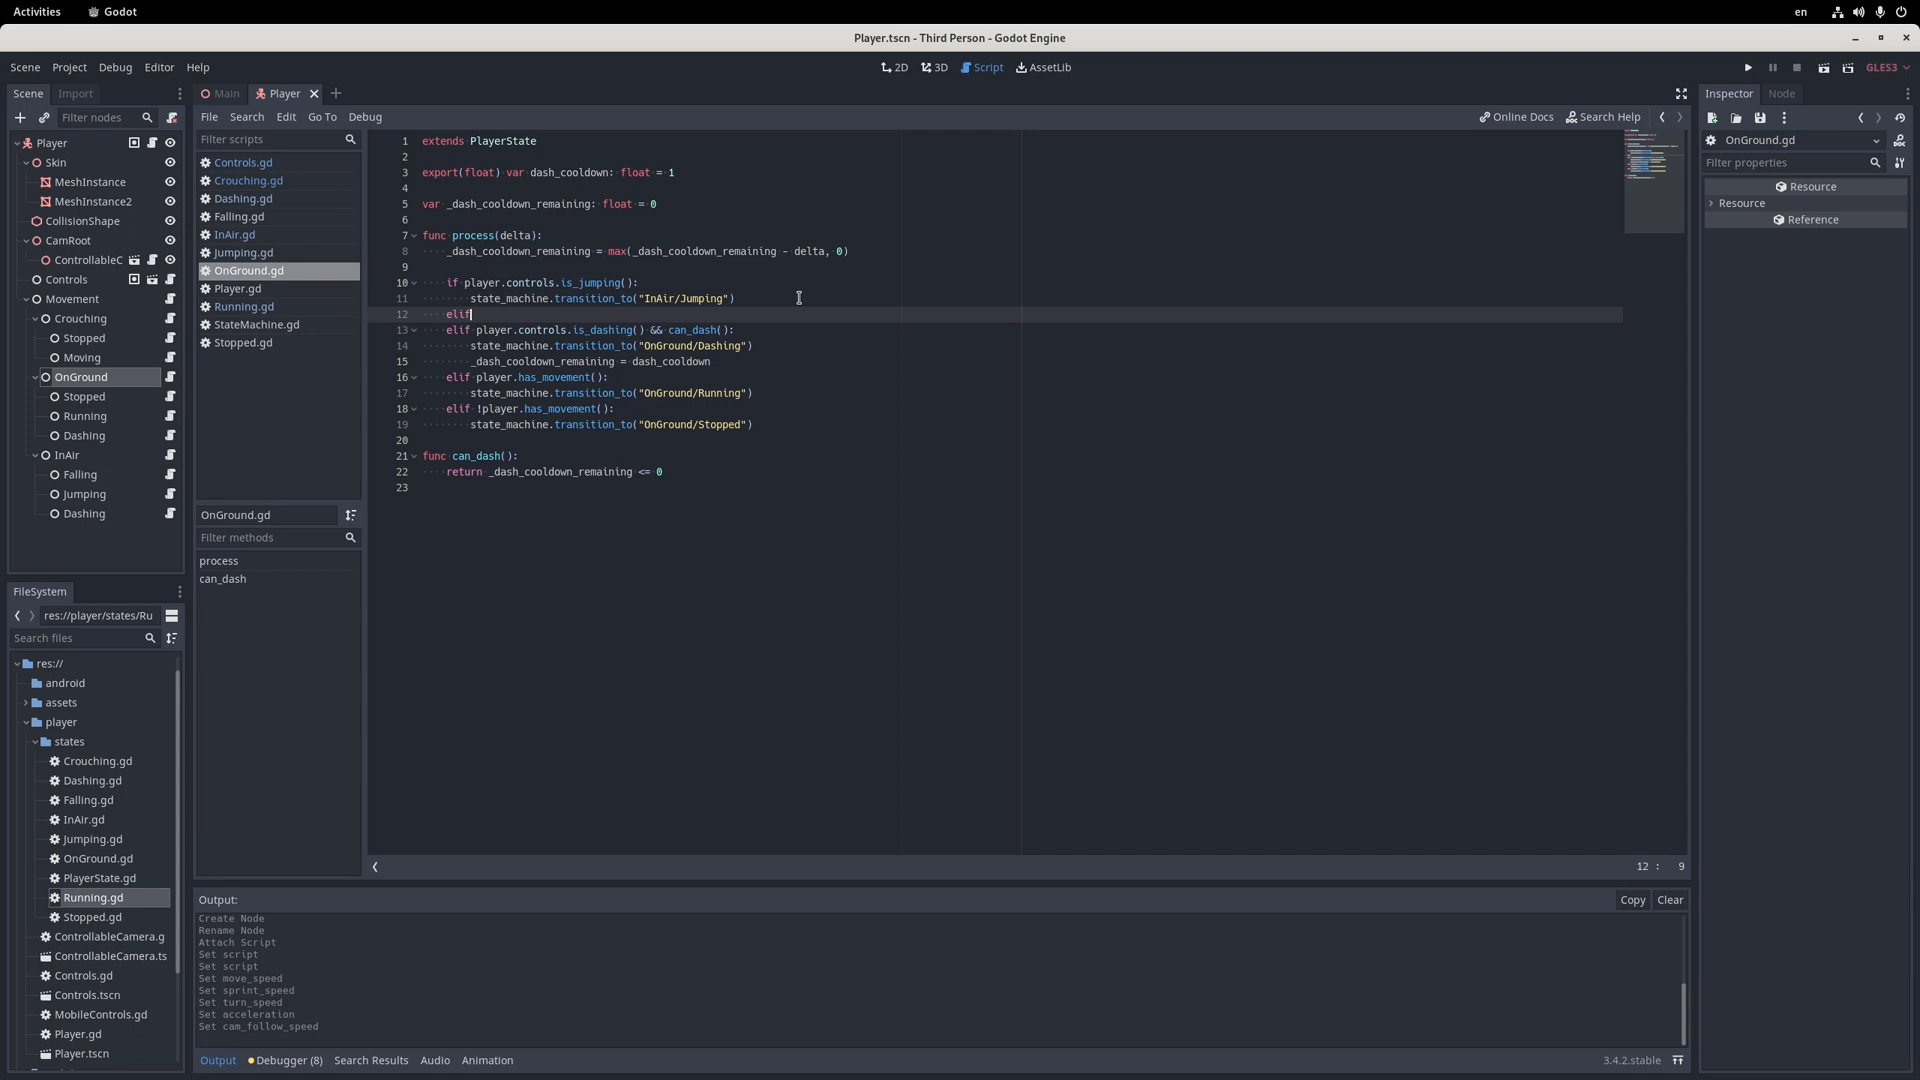 Activities Godot en
Player.tscn - Third Person - Godot Engine
Scene Project Debug Editor Help 2D 3D Script AssetLib GLES3
Scene Import
Filter nodes
Player
Skin
MeshInstance
MeshInstance2
CollisionShape
CamRoot
ControllableC
Controls
Movement
Crouching
Stopped
Moving
OnGround
Stopped
Running
Dashing
InAir
Falling
Jumping
Dashing
FileSystem
res://player/states/Ru
Search files
res://
android
assets
player
states
Crouching.gd
Dashing.gd
Falling.gd
InAir.gd
Jumping.gd
OnGround.gd
PlayerState.gd
Running.gd
Stopped.gd
ControllableCamera.g
ControllableCamera.ts
Controls.gd
Controls.tscn
MobileControls.gd
Player.gd
Player.tscn
Main Player
File Search Edit Go To Debug Online Docs Search Help
Filter scripts
Controls.gd
Crouching.gd
Dashing.gd
Falling.gd
InAir.gd
Jumping.gd
OnGround.gd
Player.gd
Running.gd
StateMachine.gd
Stopped.gd
OnGround.gd
Filter methods
process
can_dash
1 extends PlayerState
2
3 export(float) var dash_cooldown: float = 1
4
5 var _dash_cooldown_remaining: float = 0
6
7 func process(delta):
8 _dash_cooldown_remaining = max(_dash_cooldown_remaining - delta, 0)
9
10 if player.controls.is_jumping():
11 state_machine.transition_to("InAir/Jumping")
12 elif
13 elif player.controls.is_dashing() && can_dash():
14 state_machine.transition_to("OnGround/Dashing")
15 _dash_cooldown_remaining = dash_cooldown
16 elif player.has_movement():
17 state_machine.transition_to("OnGround/Running")
18 elif !player.has_movement():
19 state_machine.transition_to("OnGround/Stopped")
20
21 func can_dash():
22 return _dash_cooldown_remaining <= 0
23
12 : 9
Output: Copy Clear
Create Node
Rename Node
Attach Script
Set script
Set script
Set move_speed
Set sprint_speed
Set turn_speed
Set acceleration
Set cam_follow_speed
Output Debugger (8) Search Results Audio Animation 3.4.2.stable
Inspector Node
OnGround.gd
Filter properties
Resource
Resource
Reference